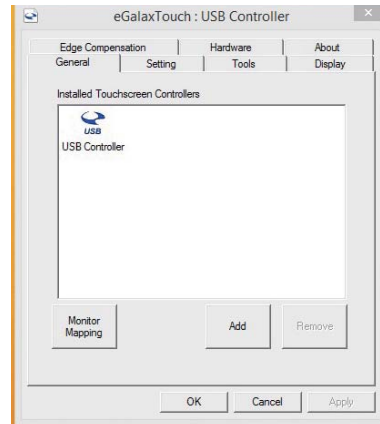 eGalaxTouch : USB Controller
×
Edge Compensation
Hardware
About
General
Setting
Tools
Display
Installed Touchscreen Controllers
USB
USB Controller
Monitor
Mapping
Add
Remove
OK
Cancel
Apply